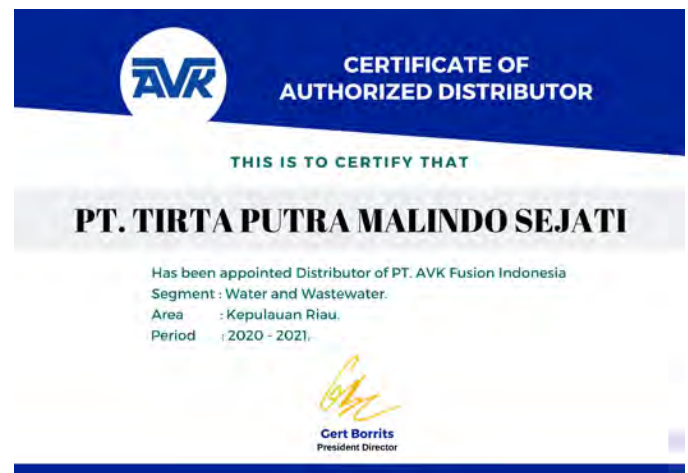 AVK
CERTIFICATE OF
AUTHORIZED DISTRIBUTOR
THIS IS TO CERTIFY THAT
PT. TIRTA PUTRA MALINDO SEJATI
Has been appointed Distributor of PT. AVK Fusion Indonesia
Segment : Water and Wastewater.
Area : Kepulauan Riau.
Period : 2020 - 2021.
Gert Borrits
President Director